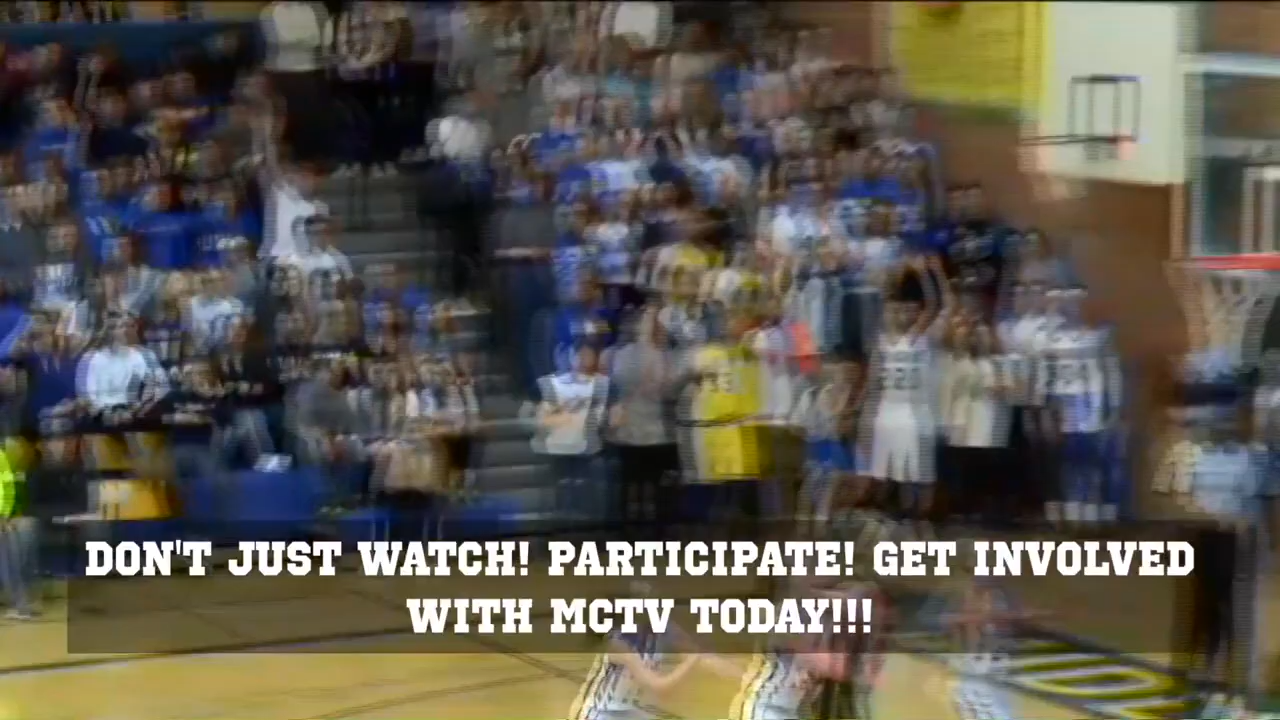 DON'T JUST WATCH! PARTICIPATE! GET INVOLVED
WITH MCTV TODAY!!!